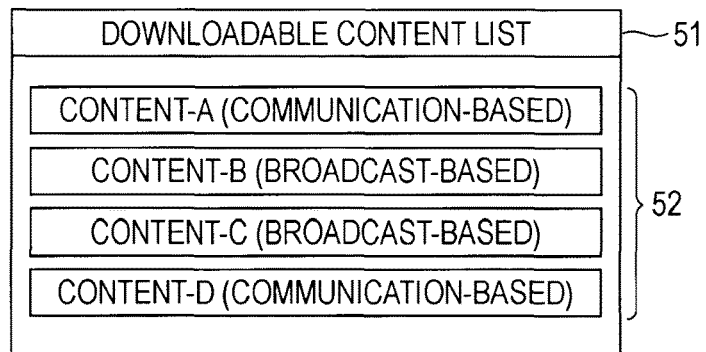 DOWNLOADABLE CONTENT LIST 51
CONTENT-A (COMMUNICATION-BASED)
CONTENT-B (BROADCAST-BASED)
CONTENT-C (BROADCAST-BASED)
52
CONTENT-D (COMMUNICATION-BASED)